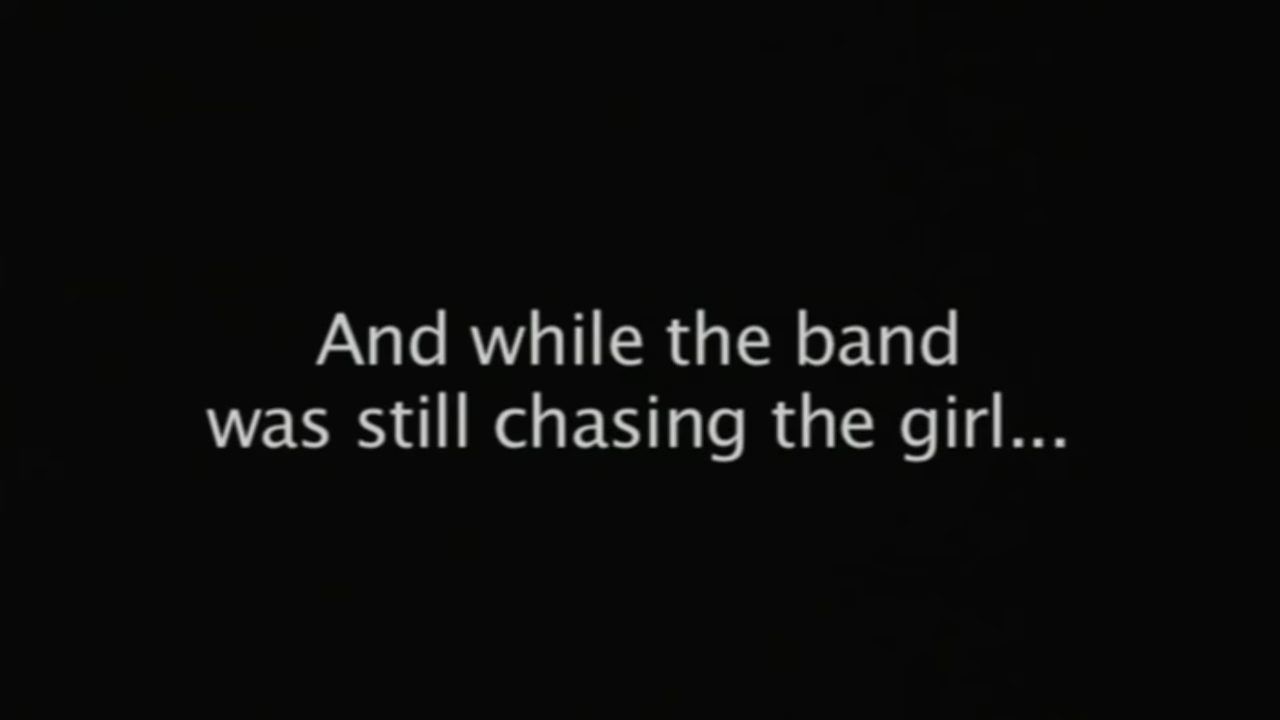 And while the band
was still chasing the girl...